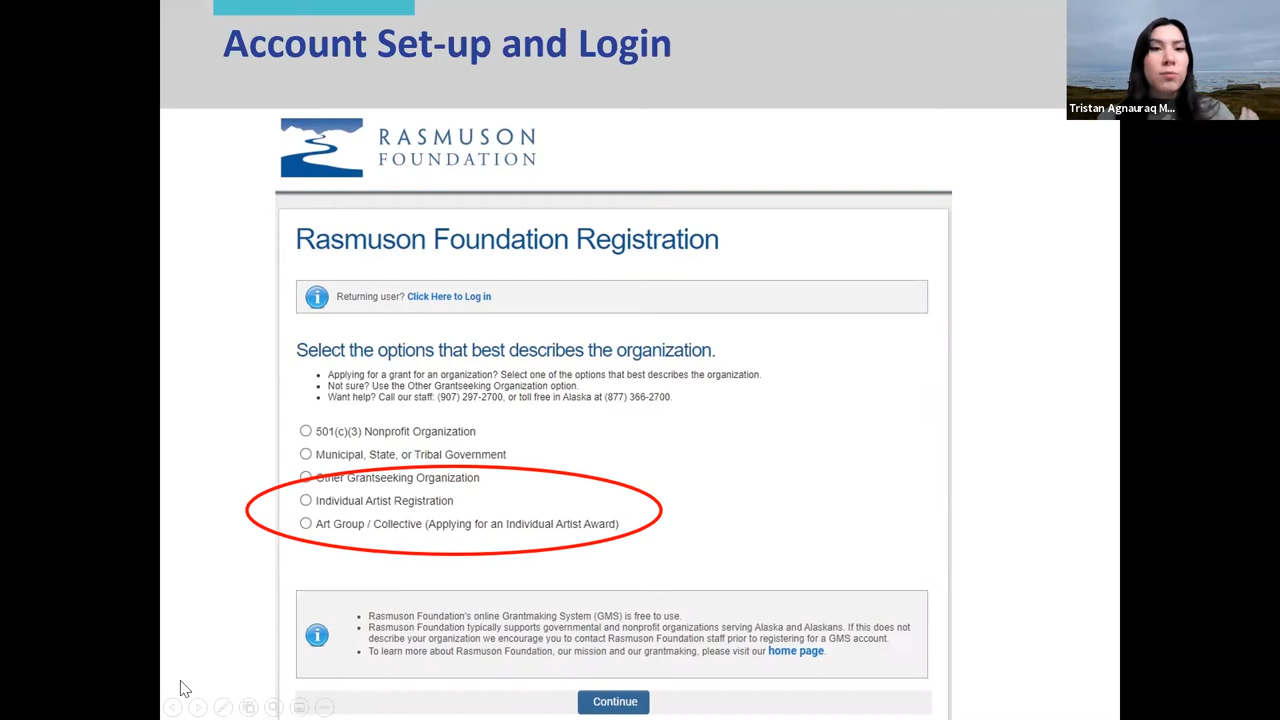 Account Set-up and Login
Tristan Agnauraq M...
RASMUSON
FOUNDATION
Rasmuson Foundation Registration
Returning user? Click Here to Log in
Select the options that best describes the organization.
• Applying for a grant for an organization? Select one of the options that best describes the organization.
• Not sure? Use the Other Grantseeking Organization option.
• Want help? Call our staff: (907) 297-2700, or toll free in Alaska at (877) 366-2700.
501(c)(3) Nonprofit Organization
Municipal, State, or Tribal Government
Other Grantseeking Organization
Individual Artist Registration
Art Group / Collective (Applying for an Individual Artist Award)
• Rasmuson Foundation's online Grantmaking System (GMS) is free to use.
• Rasmuson Foundation typically supports governmental and nonprofit organizations serving Alaska and Alaskans. If this does not
describe your organization we encourage you to contact Rasmuson Foundation staff prior to registering for a GMS account.
• To learn more about Rasmuson Foundation, our mission and our grantmaking, please visit our home page.
Continue